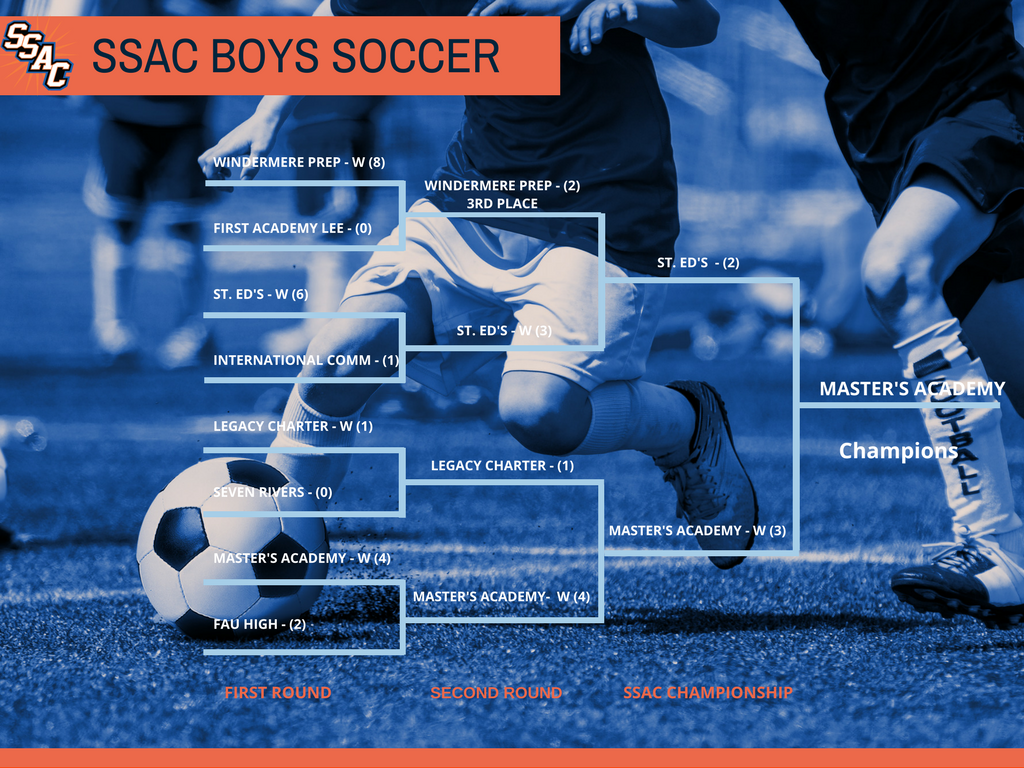 SSAC
SSAC BOYS SOCCER
WINDERMERE PREP - W (8)
WINDERMERE PREP - (2)
3RD PLACE
FIRST ACADEMY LEE - (0)
ST. ED'S - (2)
ST. ED'S - W (6)
ST. ED'S - W (3)
INTERNATIONAL COMM - (1)
MASTER'S ACADEMY
Champions
LEGACY CHARTER - W (1)
LEGACY CHARTER - (1)
SEVEN RIVERS - (0)
MASTER'S ACADEMY - W (3)
MASTER'S ACADEMY - W (4)
MASTER'S ACADEMY- W (4)
FAU HIGH - (2)
FIRST ROUND
SECOND ROUND
SSAC CHAMPIONSHIP